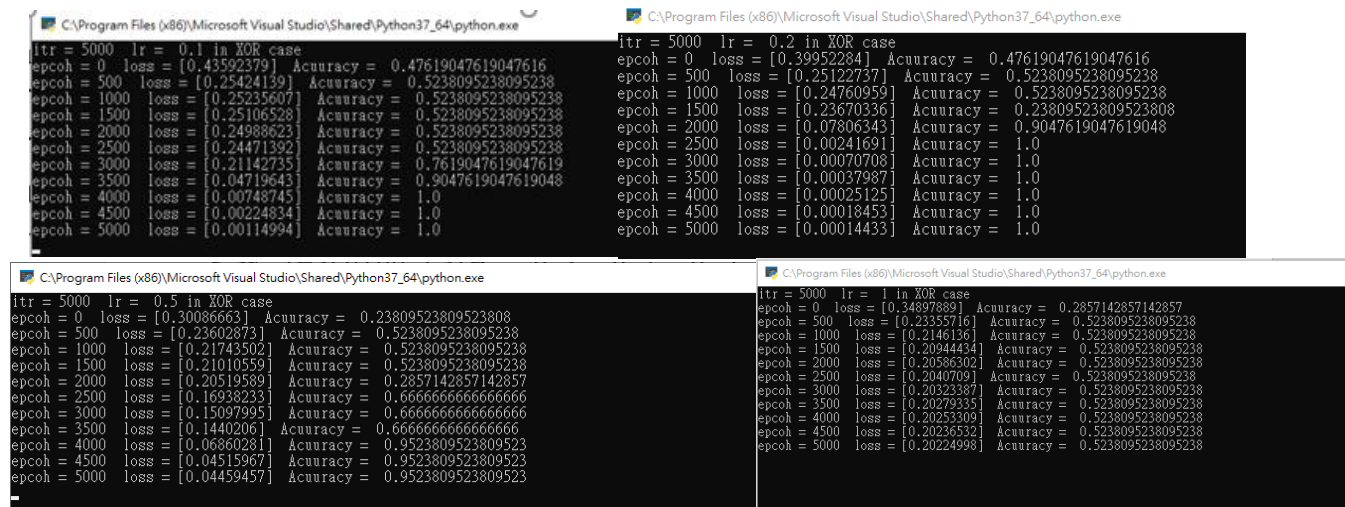 C:\Program Files (x86)\Microsoft Visual Studio\Shared\Python37_64\python.exe
itr = 5000 lr = 0.1 in XOR case
epcoh = 0 loss = [0.43592379] Acuuracy = 0.47619047619047616
epcoh = 500 loss = [0.25424139] Acuuracy = 0.5238095238095238
epcoh = 1000 loss = [0.25235607] Acuuracy = 0.5238095238095238
epcoh = 1500 loss = [0.25106528] Acuuracy = 0.5238095238095238
epcoh = 2000 loss = [0.24988623] Acuuracy = 0.5238095238095238
epcoh = 2500 loss = [0.24471392] Acuuracy = 0.5238095238095238
epcoh = 3000 loss = [0.21142735] Acuuracy = 0.7619047619047619
epcoh = 3500 loss = [0.04719643] Acuuracy = 0.9047619047619048
epcoh = 4000 loss = [0.00748745] Acuuracy = 1.0
epcoh = 4500 loss = [0.00224834] Acuuracy = 1.0
epcoh = 5000 loss = [0.00114994] Acuuracy = 1.0
C:\Program Files (x86)\Microsoft Visual Studio\Shared\Python37_64\python.exe
itr = 5000 lr = 0.2 in XOR case
epcoh = 0 loss = [0.39952284] Acuuracy = 0.47619047619047616
epcoh = 500 loss = [0.25122737] Acuuracy = 0.5238095238095238
epcoh = 1000 loss = [0.24760959] Acuuracy = 0.5238095238095238
epcoh = 1500 loss = [0.23670336] Acuuracy = 0.23809523809523808
epcoh = 2000 loss = [0.07806343] Acuuracy = 0.9047619047619048
epcoh = 2500 loss = [0.00241691] Acuuracy = 1.0
epcoh = 3000 loss = [0.00070708] Acuuracy = 1.0
epcoh = 3500 loss = [0.00037987] Acuuracy = 1.0
epcoh = 4000 loss = [0.00025125] Acuuracy = 1.0
epcoh = 4500 loss = [0.00018453] Acuuracy = 1.0
epcoh = 5000 loss = [0.00014433] Acuuracy = 1.0
C:\Program Files (x86)\Microsoft Visual Studio\Shared\Python37_64\python.exe
itr = 5000 lr = 0.5 in XOR case
epcoh = 0 loss = [0.30086663] Acuuracy = 0.23809523809523808
epcoh = 500 loss = [0.23602873] Acuuracy = 0.5238095238095238
epcoh = 1000 loss = [0.21743502] Acuuracy = 0.5238095238095238
epcoh = 1500 loss = [0.21010559] Acuuracy = 0.5238095238095238
epcoh = 2000 loss = [0.20519589] Acuuracy = 0.2857142857142857
epcoh = 2500 loss = [0.16938233] Acuuracy = 0.6666666666666666
epcoh = 3000 loss = [0.15097995] Acuuracy = 0.6666666666666666
epcoh = 3500 loss = [0.1440206] Acuuracy = 0.6666666666666666
epcoh = 4000 loss = [0.06860281] Acuuracy = 0.9523809523809523
epcoh = 4500 loss = [0.04515967] Acuuracy = 0.9523809523809523
epcoh = 5000 loss = [0.04459457] Acuuracy = 0.9523809523809523
C:\Program Files (x86)\Microsoft Visual Studio\Shared\Python37_64\python.exe
itr = 5000 lr = 1 in XOR case
epcoh = 0 loss = [0.34897889] Acuuracy = 0.2857142857142857
epcoh = 500 loss = [0.23355716] Acuuracy = 0.5238095238095238
epcoh = 1000 loss = [0.2146136] Acuuracy = 0.5238095238095238
epcoh = 1500 loss = [0.20944434] Acuuracy = 0.5238095238095238
epcoh = 2000 loss = [0.20586302] Acuuracy = 0.5238095238095238
epcoh = 2500 loss = [0.2040709] Acuuracy = 0.5238095238095238
epcoh = 3000 loss = [0.20323387] Acuuracy = 0.5238095238095238
epcoh = 3500 loss = [0.20279335] Acuuracy = 0.5238095238095238
epcoh = 4000 loss = [0.20253309] Acuuracy = 0.5238095238095238
epcoh = 4500 loss = [0.20236532] Acuuracy = 0.5238095238095238
epcoh = 5000 loss = [0.20224998] Acuuracy = 0.5238095238095238